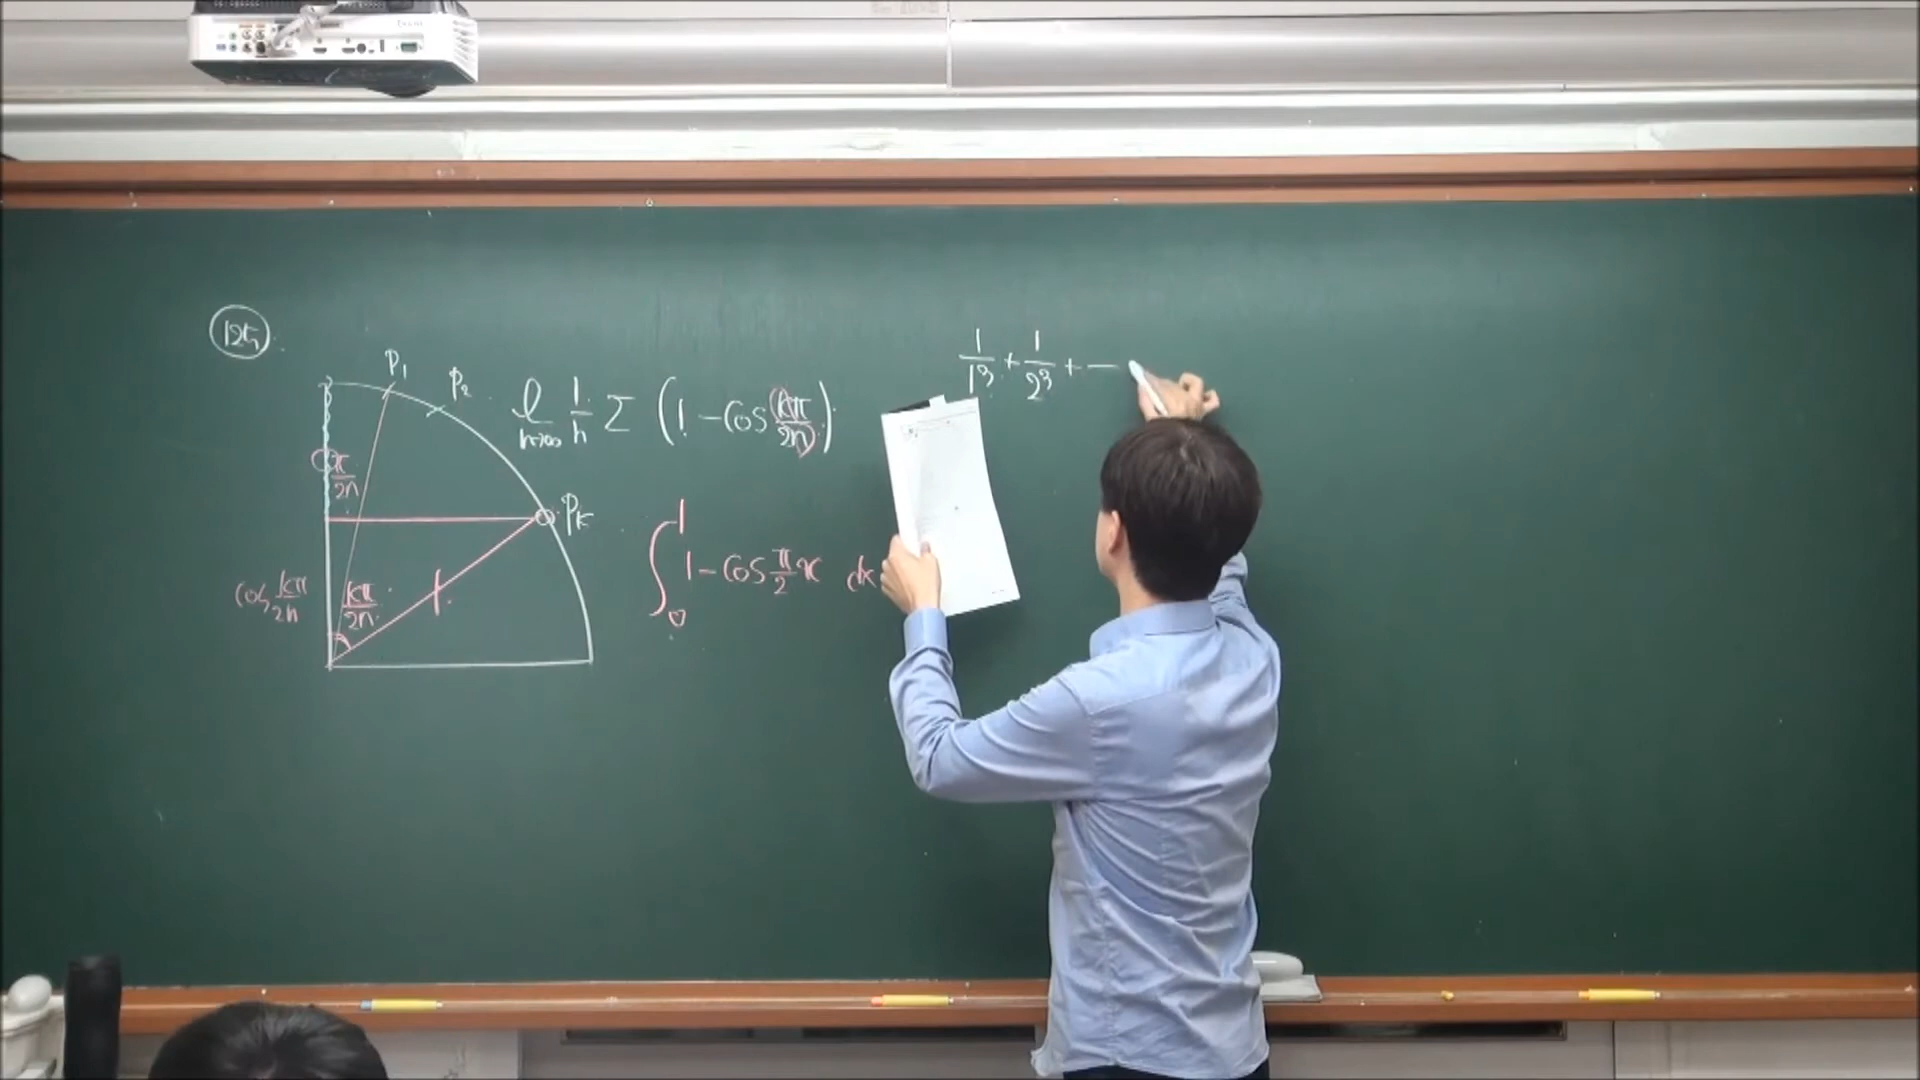 125.
P₁
P₂
lim n→∞ 1/n Σ (1 - cos kπ/2n)
1/1³ + 1/2³ + —
π/2n
Pk
∫₀¹ 1 - cos π/2 x dx
cos kπ/2n
kπ/2n
1